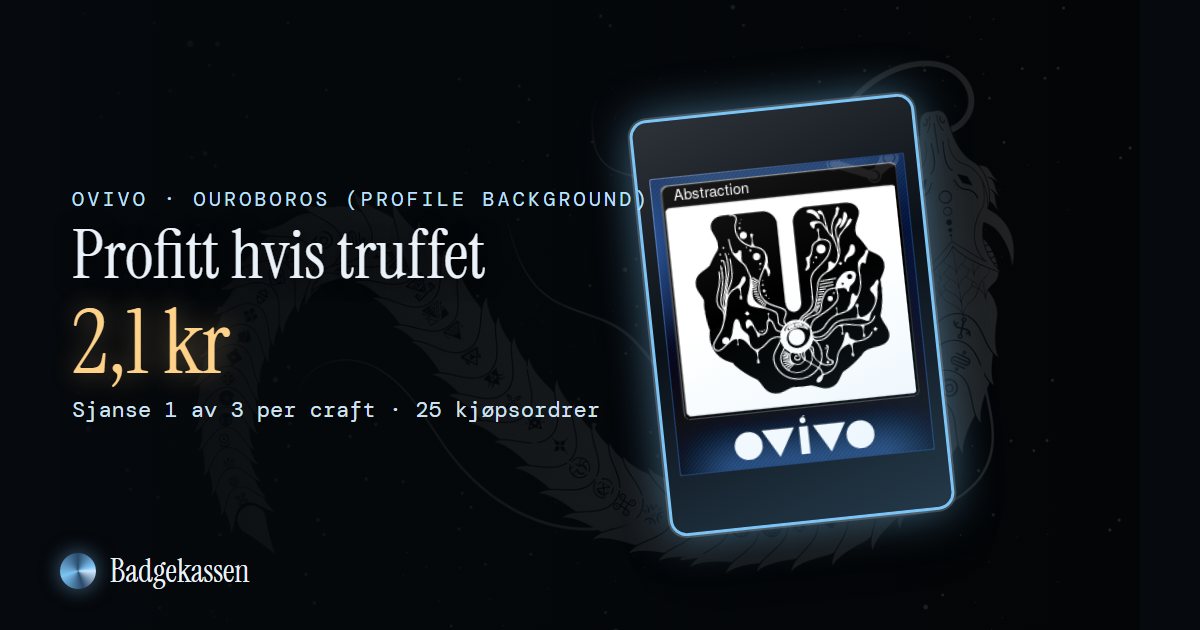 OVIVO · OUROBOROS (PROFILE BACKGROUND)
Profitt hvis truffet
2,1 kr
Sjanse 1 av 3 per craft · 25 kjøpsordrer
Abstraction
ovivo
Badgekassen